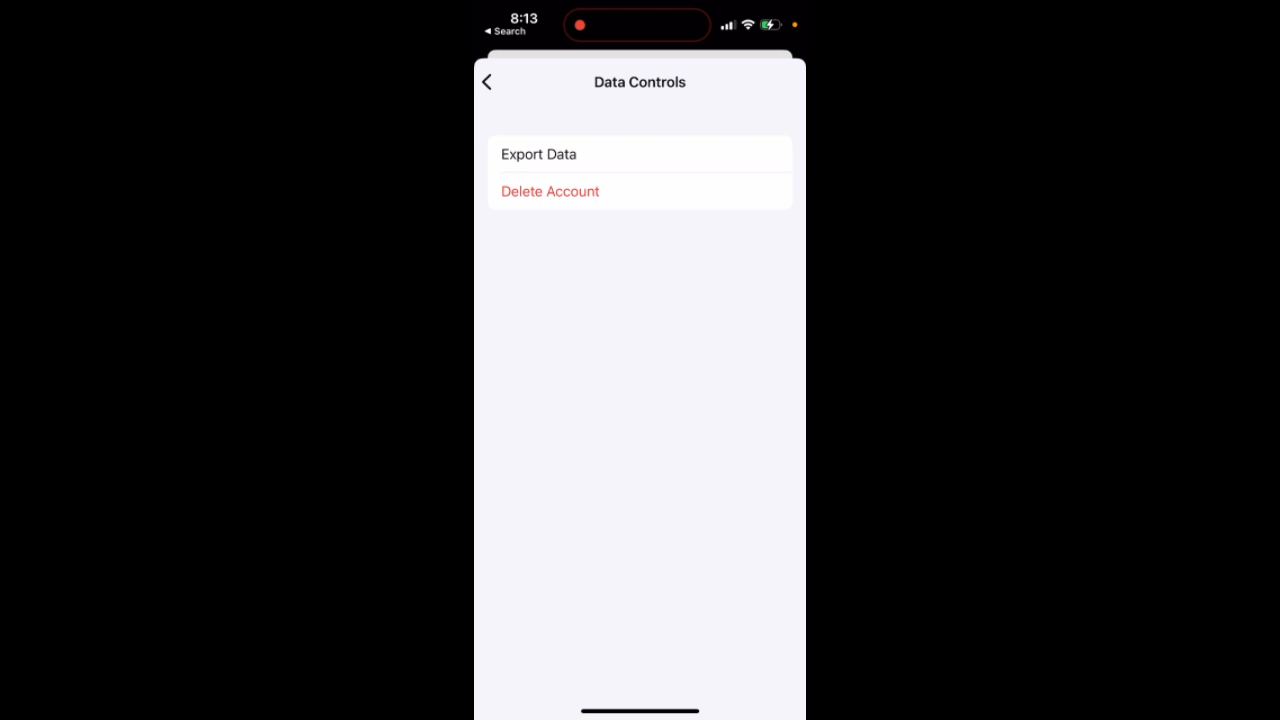 8:13
◀ Search
Data Controls
Export Data
Delete Account